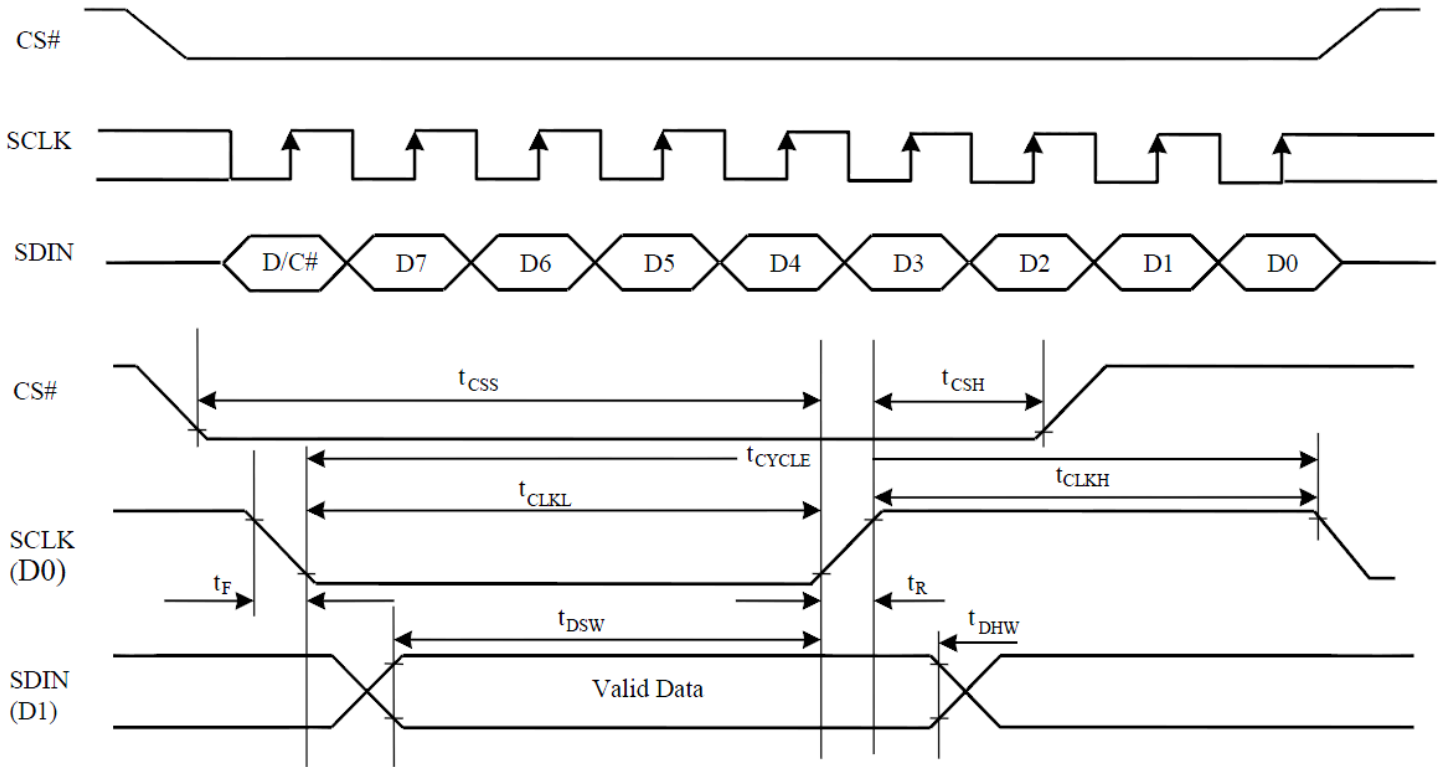 CS#
SCLK
SDIN
D/C# D7 D6 D5 D4 D3 D2 D1 D0
CS#
tCSS tCSH
tCYCLE
tCLKL tCLKH
SCLK
(D0)
tF tR
tDSW tDHW
SDIN
(D1)
Valid Data